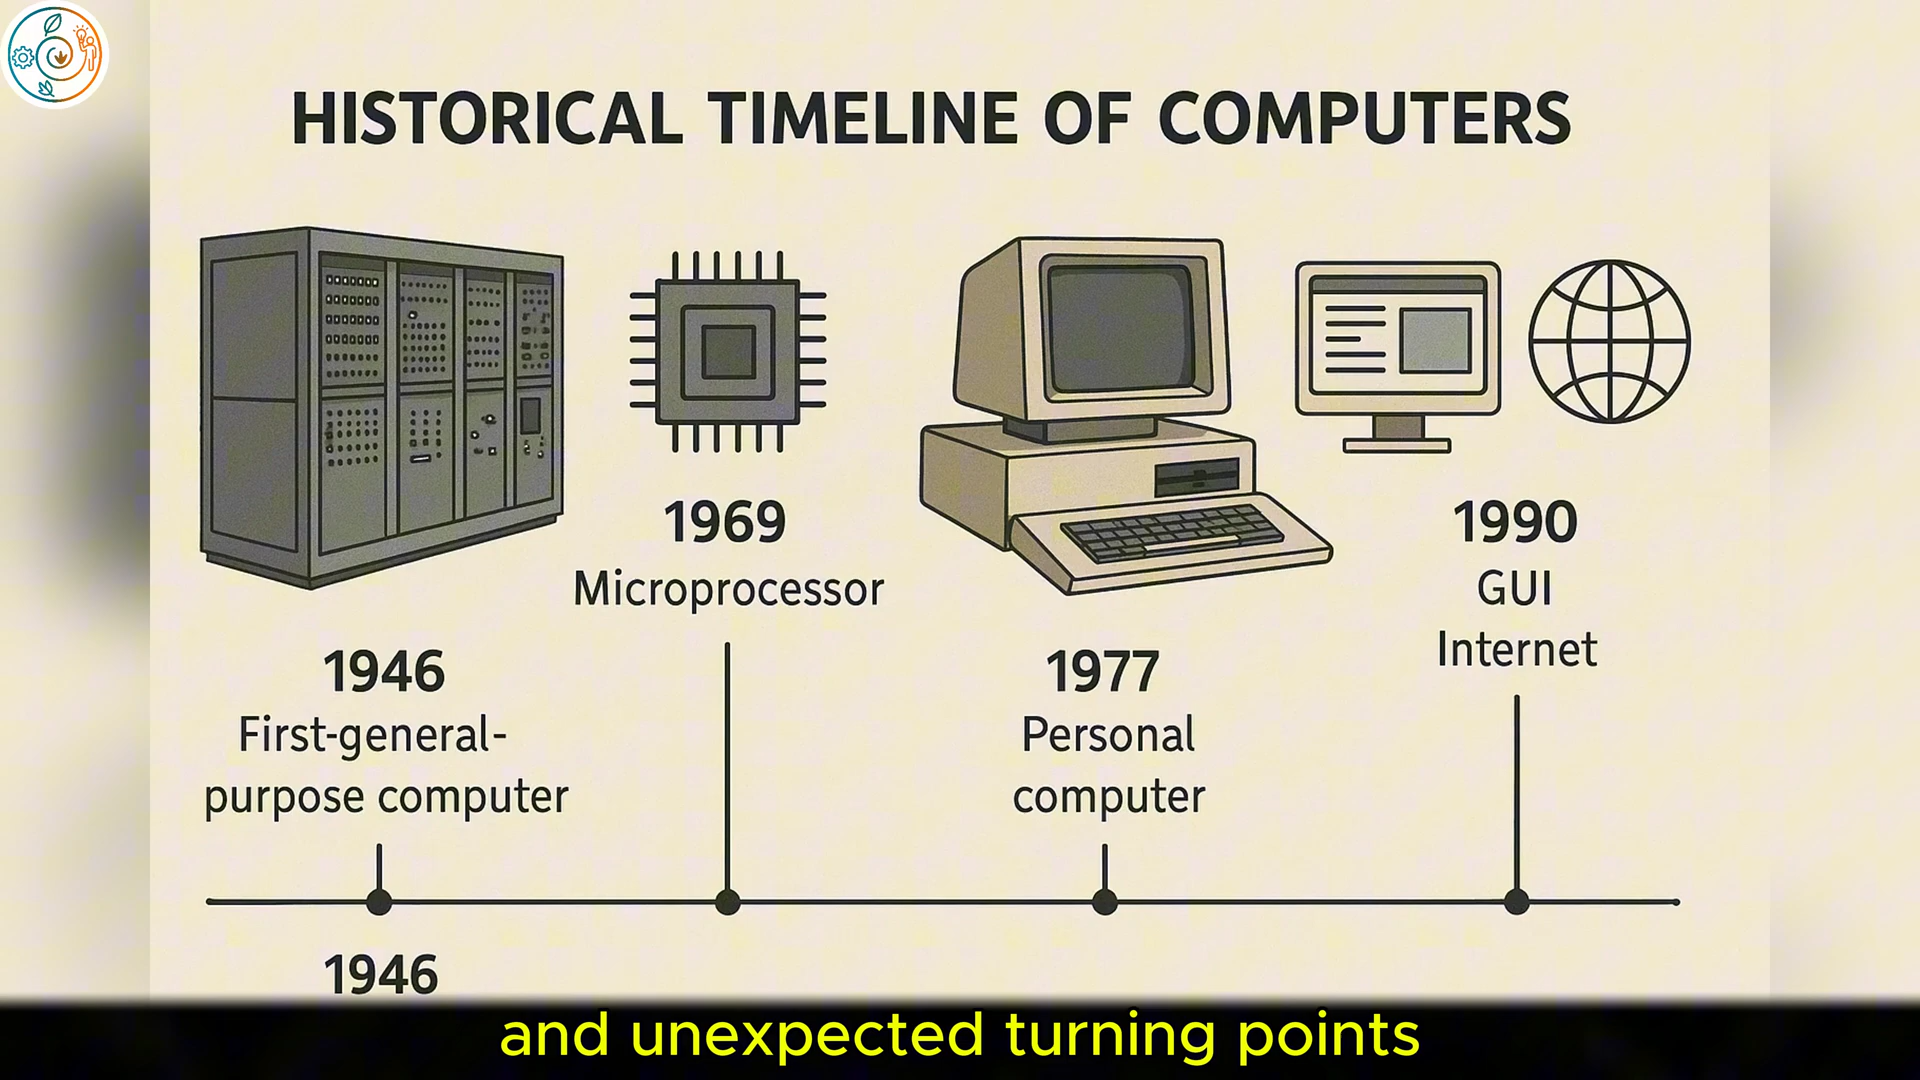 HISTORICAL TIMELINE OF COMPUTERS
1946
First-general-
purpose computer
1969
Microprocessor
1977
Personal
computer
1990
GUI
Internet
1946
and unexpected turning points